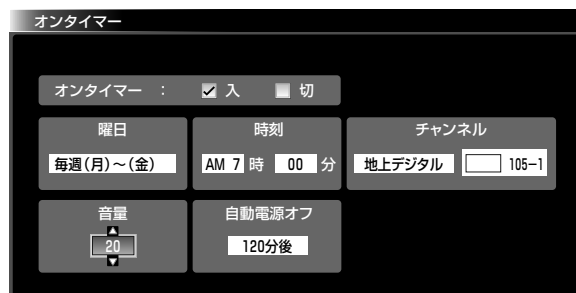 オンタイマー
オンタイマー : 入 切
曜日 時刻 チャンネル
毎週(月)~(金) AM 7 時 00 分 地上デジタル 105-1
音量 自動電源オフ
20 120分後